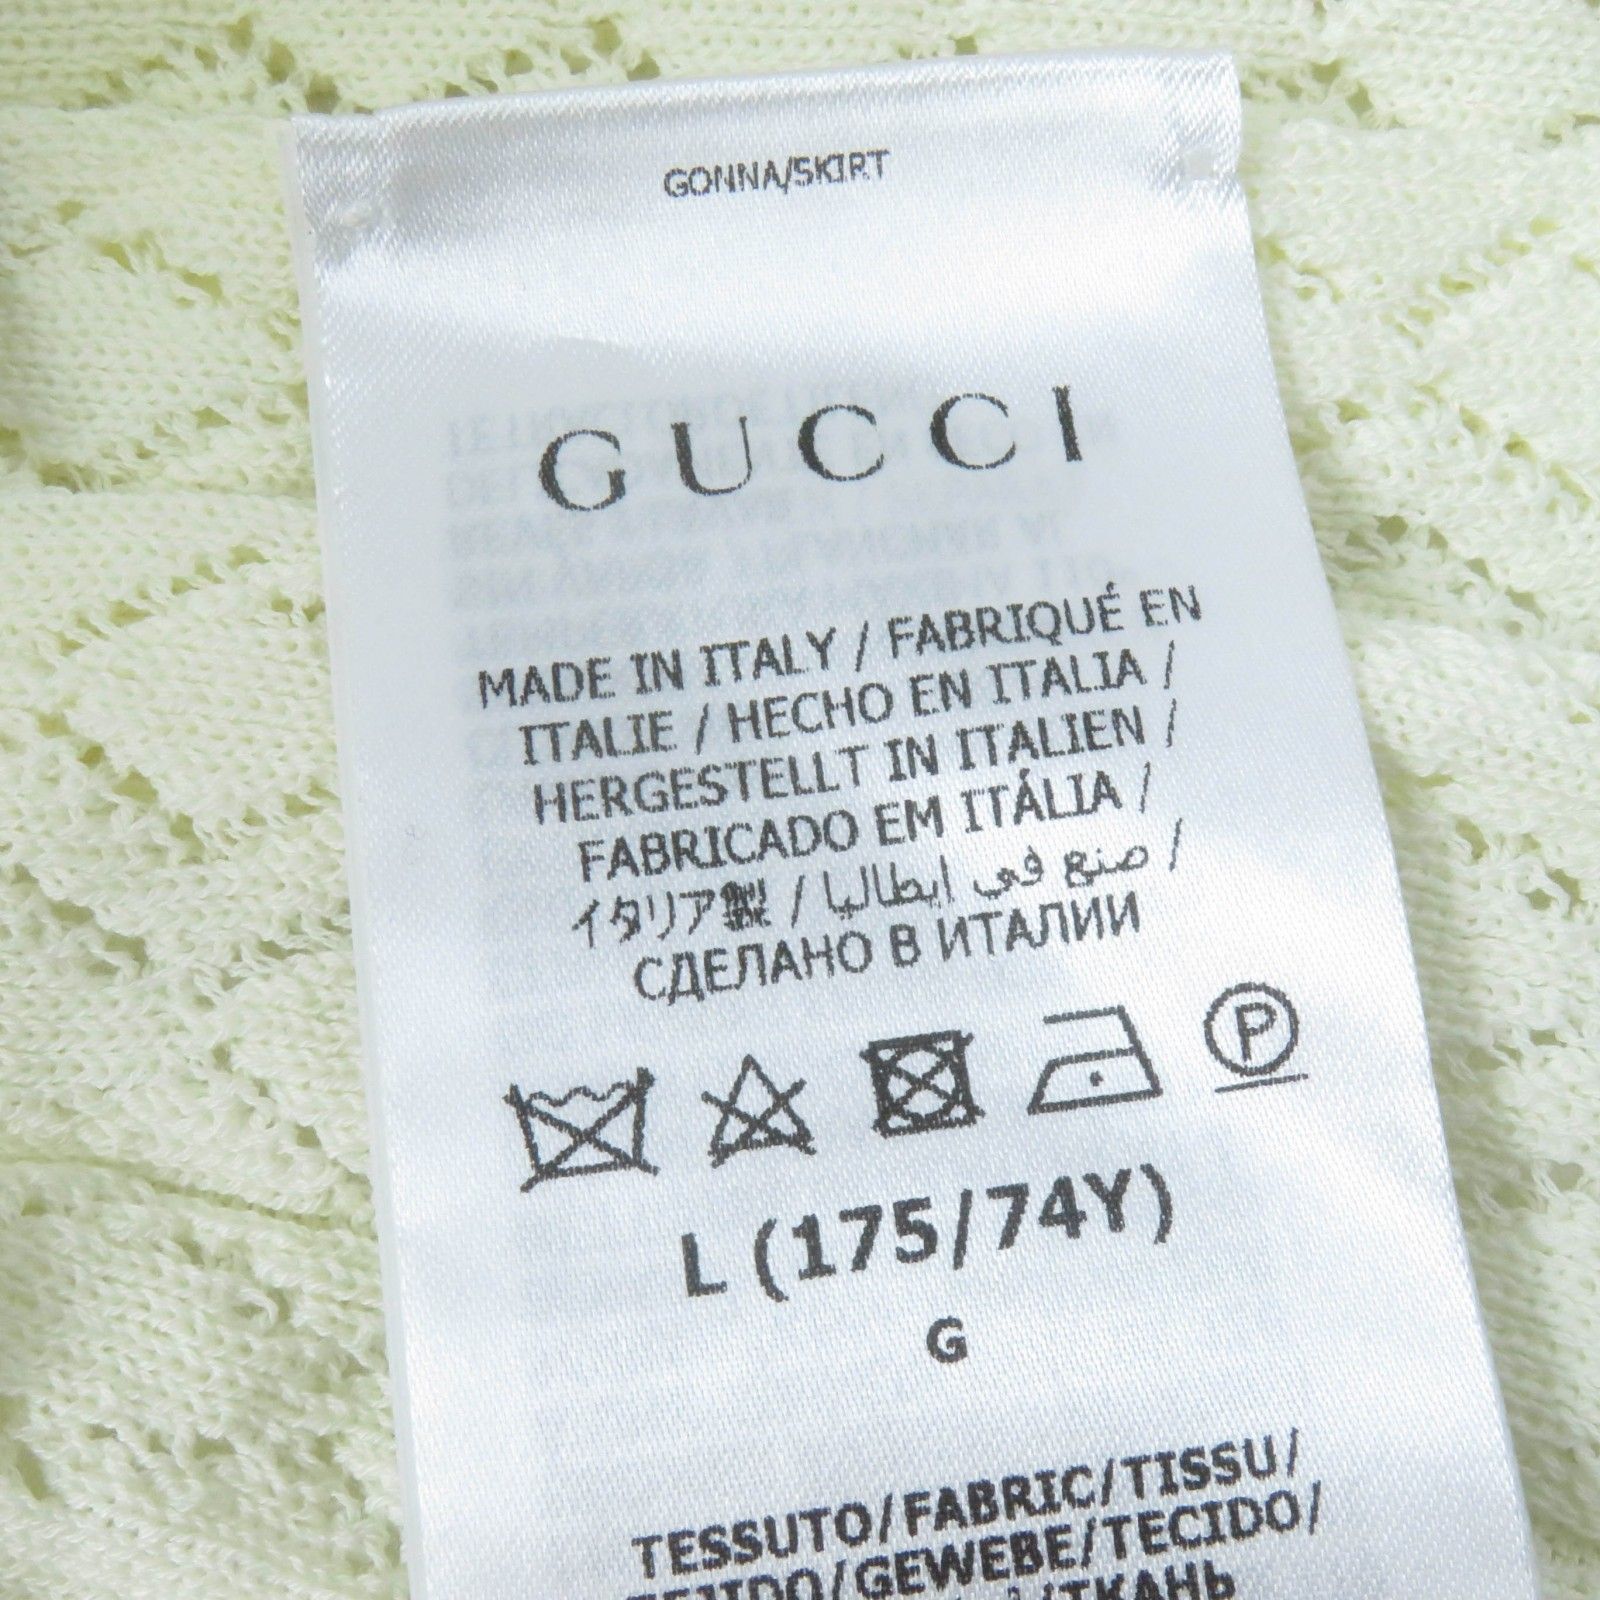 GONNA/SKIRT
GUCCI
MADE IN ITALY / FABRIQUÉ EN
ITALIE / HECHO EN ITALIA /
HERGESTELLT IN ITALIEN /
FABRICADO EM ITÁLIA /
イタリア製 / صنع في ايطاليا /
СДЕЛАНО В ИТАЛИИ
P
L (175/74Y)
G
TESSUTO/FABRIC/TISSU/
TEJIDO/GEWEBE/TECIDO/
/ТКАНЬ